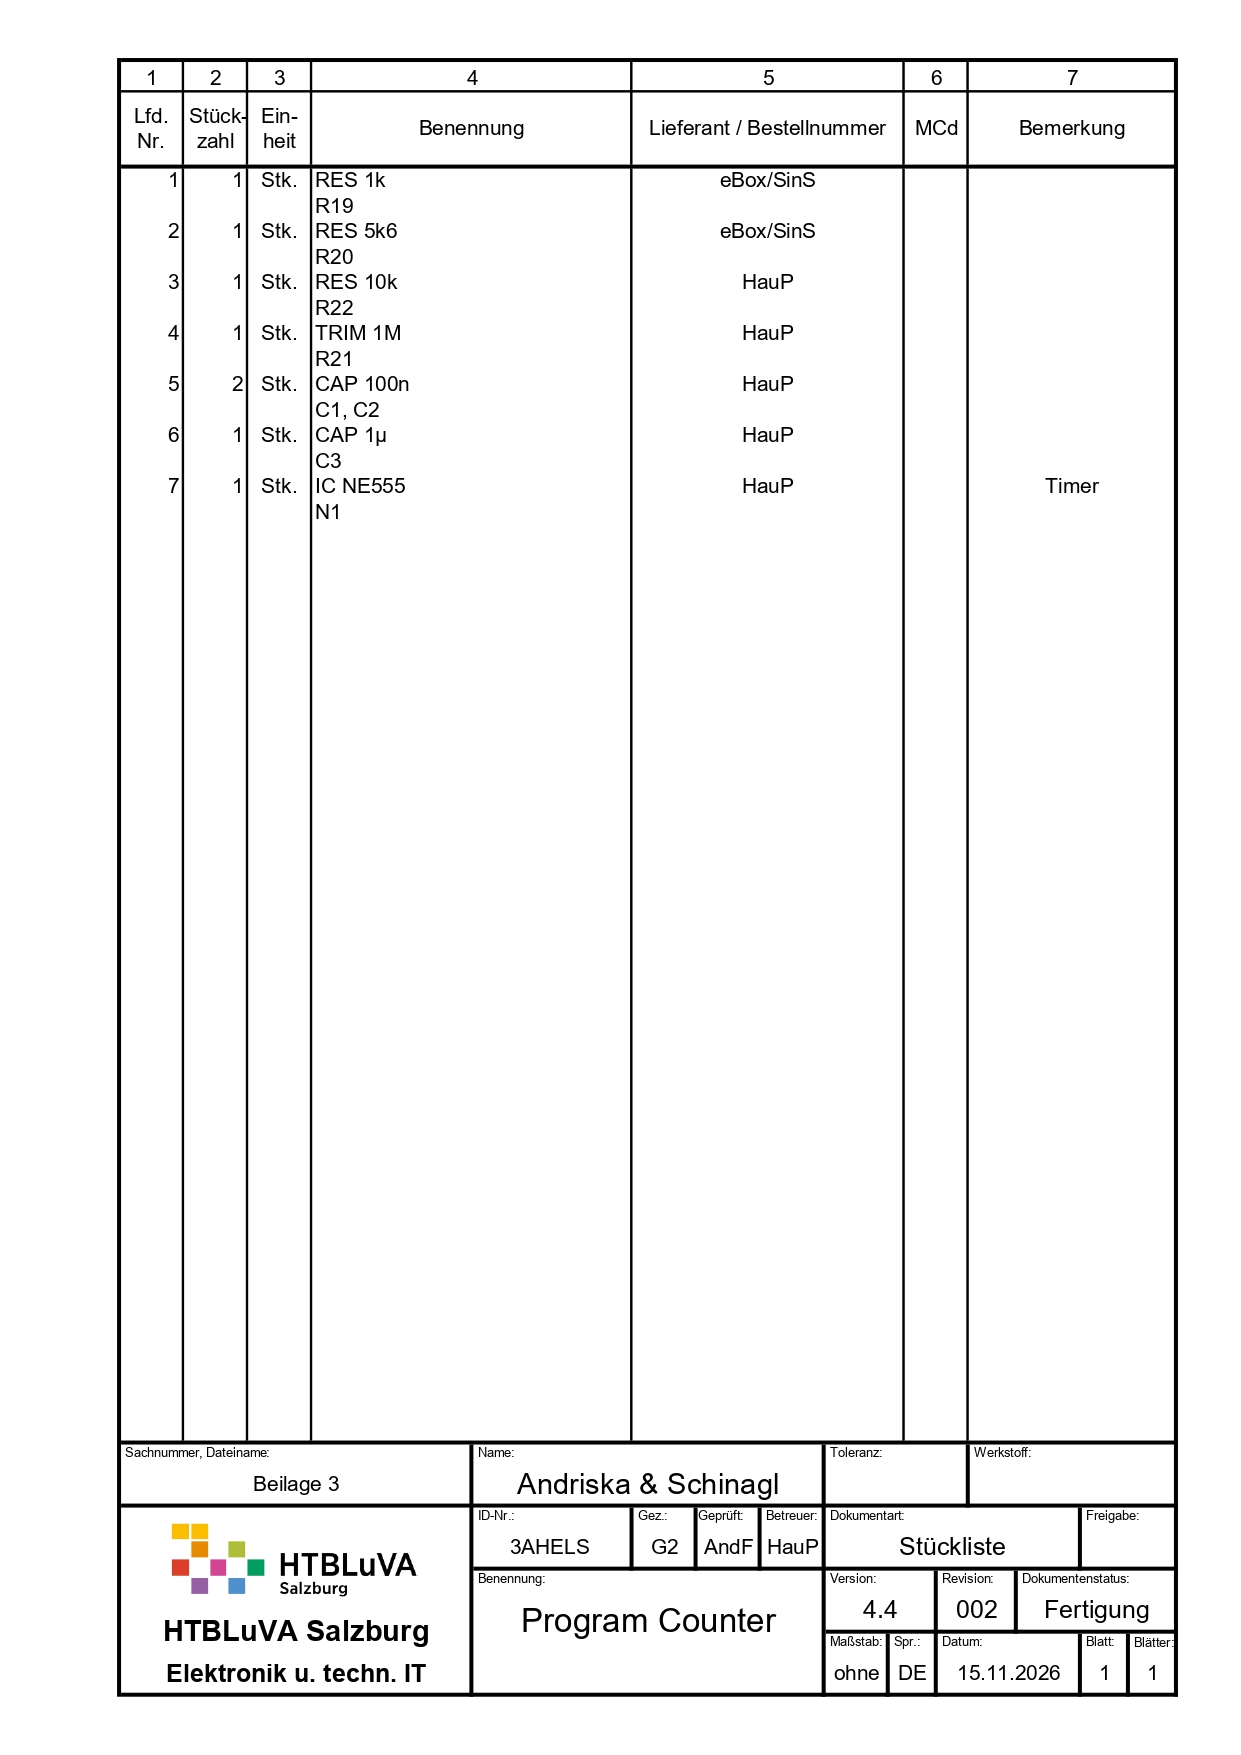 1 2 3 4 5 6 7
Lfd. Nr. Stück- zahl Ein- heit Benennung Lieferant / Bestellnummer MCd Bemerkung
1 1 Stk. RES 1k eBox/SinS
R19
2 1 Stk. RES 5k6 eBox/SinS
R20
3 1 Stk. RES 10k HauP
R22
4 1 Stk. TRIM 1M HauP
R21
5 2 Stk. CAP 100n HauP
C1, C2
6 1 Stk. CAP 1µ HauP
C3
7 1 Stk. IC NE555 HauP Timer
N1
Sachnummer, Dateiname: Name: Toleranz: Werkstoff:
Beilage 3 Andriska & Schinagl
ID-Nr.: Gez.: Geprüft: Betreuer: Dokumentart: Freigabe:
3AHELS G2 AndF HauP Stückliste
HTBLuVA
Salzburg
Benennung: Version: Revision: Dokumentenstatus:
Program Counter 4.4 002 Fertigung
HTBLuVA Salzburg
Maßstab: Spr.: Datum: Blatt: Blätter:
Elektronik u. techn. IT ohne DE 15.11.2026 1 1